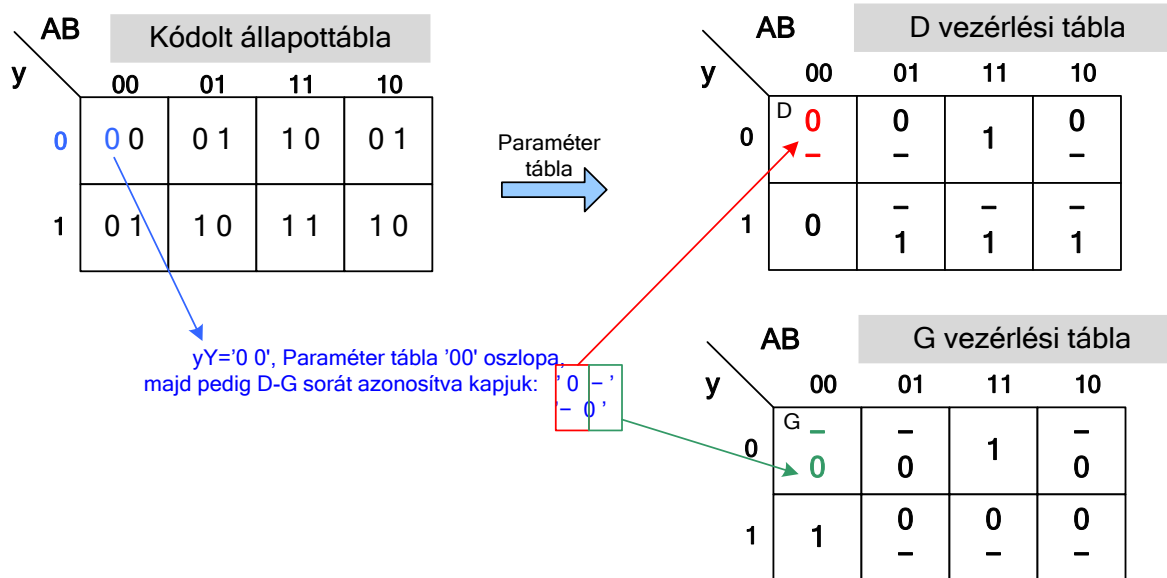 AB
Kódolt állapottábla
y
00 01 11 10
0 0 0 0 1 1 0 0 1
1 0 1 1 0 1 1 1 0
Paraméter
tábla
yY='0 0', Paraméter tábla '00' oszlopa,
majd pedig D-G sorát azonosítva kapjuk: ' 0 – '
'– 0 '
AB
D vezérlési tábla
y
00 01 11 10
D 0 0 0
0 1
– – –
– – –
1 0
1 1 1
AB
G vezérlési tábla
y
00 01 11 10
G – – –
0 1
0 0 0
0 0 0
1 1
– – –